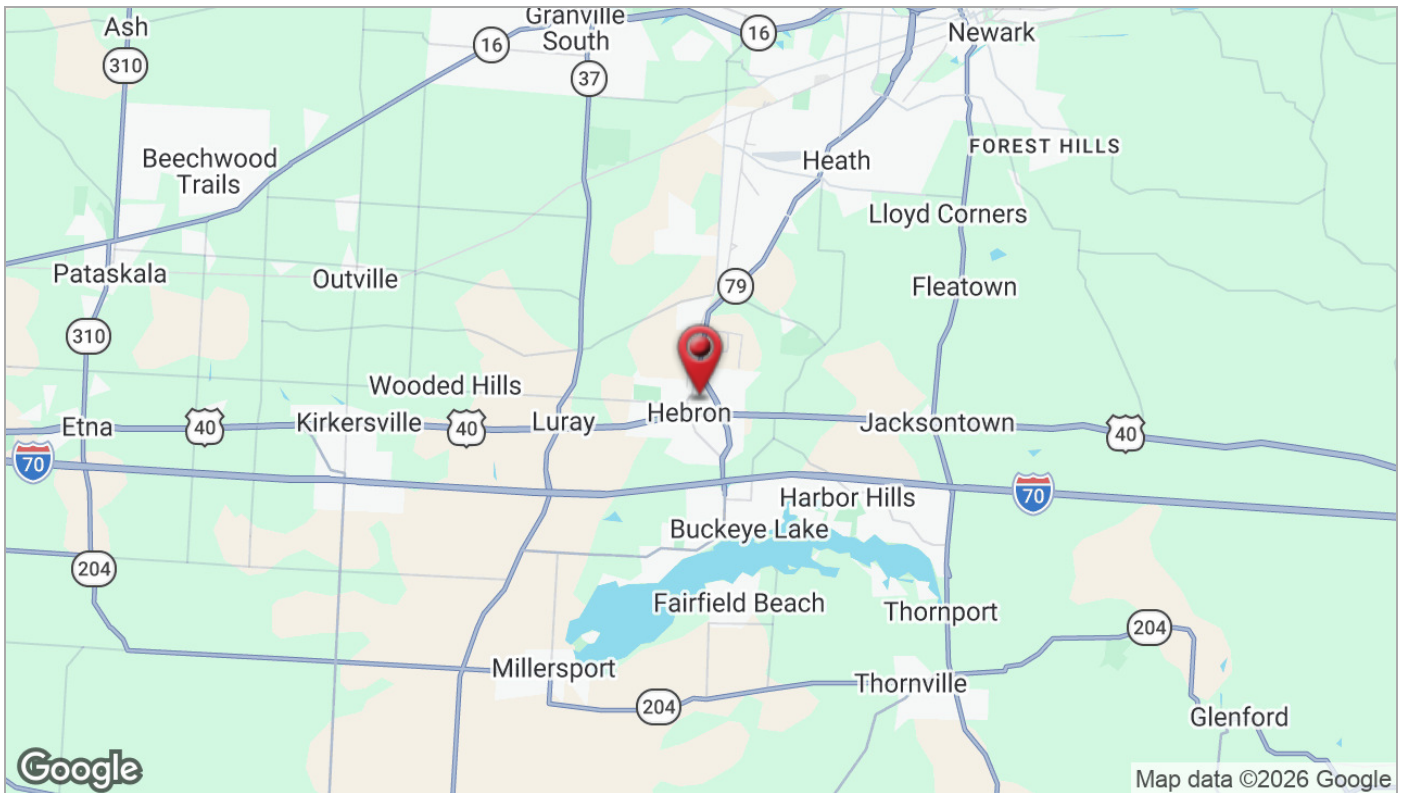 Ash
Granville
South
Newark
16
16
310
37
FOREST HILLS
Beechwood
Trails
Heath
Lloyd Corners
Pataskala
Outville
79
Fleatown
310
Wooded Hills
Etna
40
Kirkersville
40
Luray
Hebron
Jacksontown
40
70
70
Harbor Hills
Buckeye Lake
204
Fairfield Beach
Thornport
204
Millersport
Thornville
204
Glenford
Google
Map data ©2026 Google